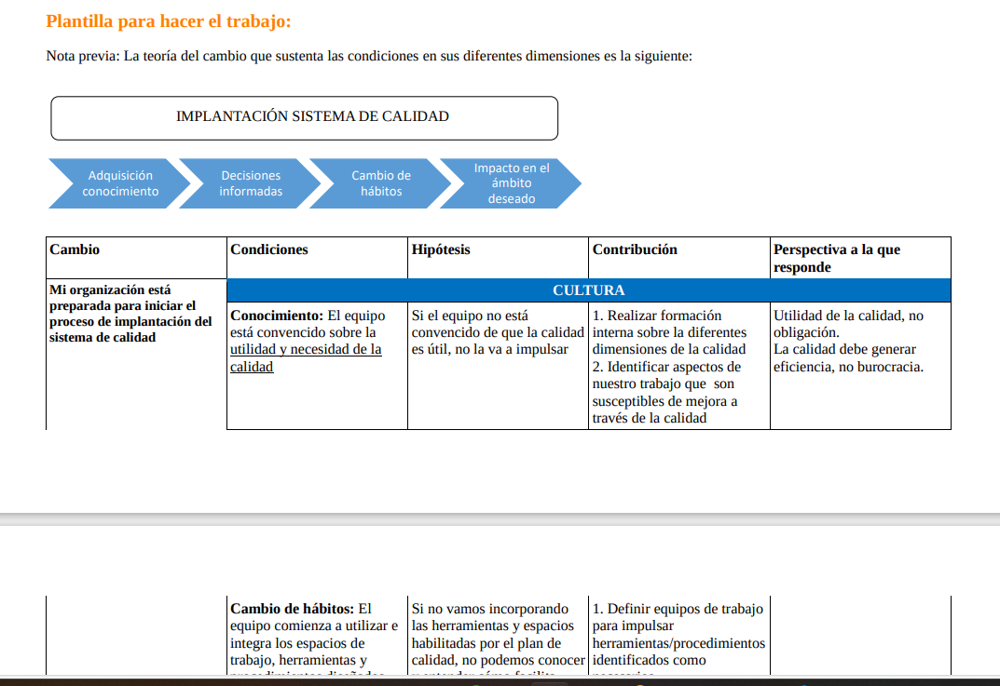 Plantilla para hacer el trabajo:
Nota previa: La teoría del cambio que sustenta las condiciones en sus diferentes dimensiones es la siguiente:
IMPLANTACIÓN SISTEMA DE CALIDAD
Adquisición
conocimiento
Decisiones
informadas
Cambio de
hábitos
Impacto en el
ámbito
deseado
Cambio
Condiciones
Hipótesis
Contribución
Perspectiva a la que
responde
Mi organización está
preparada para iniciar el
proceso de implantación del
sistema de calidad
CULTURA
Conocimiento: El equipo
está convencido sobre la
utilidad y necesidad de la
calidad
Si el equipo no está
convencido de que la calidad
es útil, no la va a impulsar
1. Realizar formación
interna sobre la diferentes
dimensiones de la calidad
2. Identificar aspectos de
nuestro trabajo que  son
susceptibles de mejora a
través de la calidad
Utilidad de la calidad, no
obligación.
La calidad debe generar
eficiencia, no burocracia.
Cambio de hábitos: El
equipo comienza a utilizar e
integra los espacios de
trabajo, herramientas y
Si no vamos incorporando
las herramientas y espacios
habilitadas por el plan de
calidad, no podemos conocer
1. Definir equipos de trabajo
para impulsar
herramientas/procedimientos
identificados como